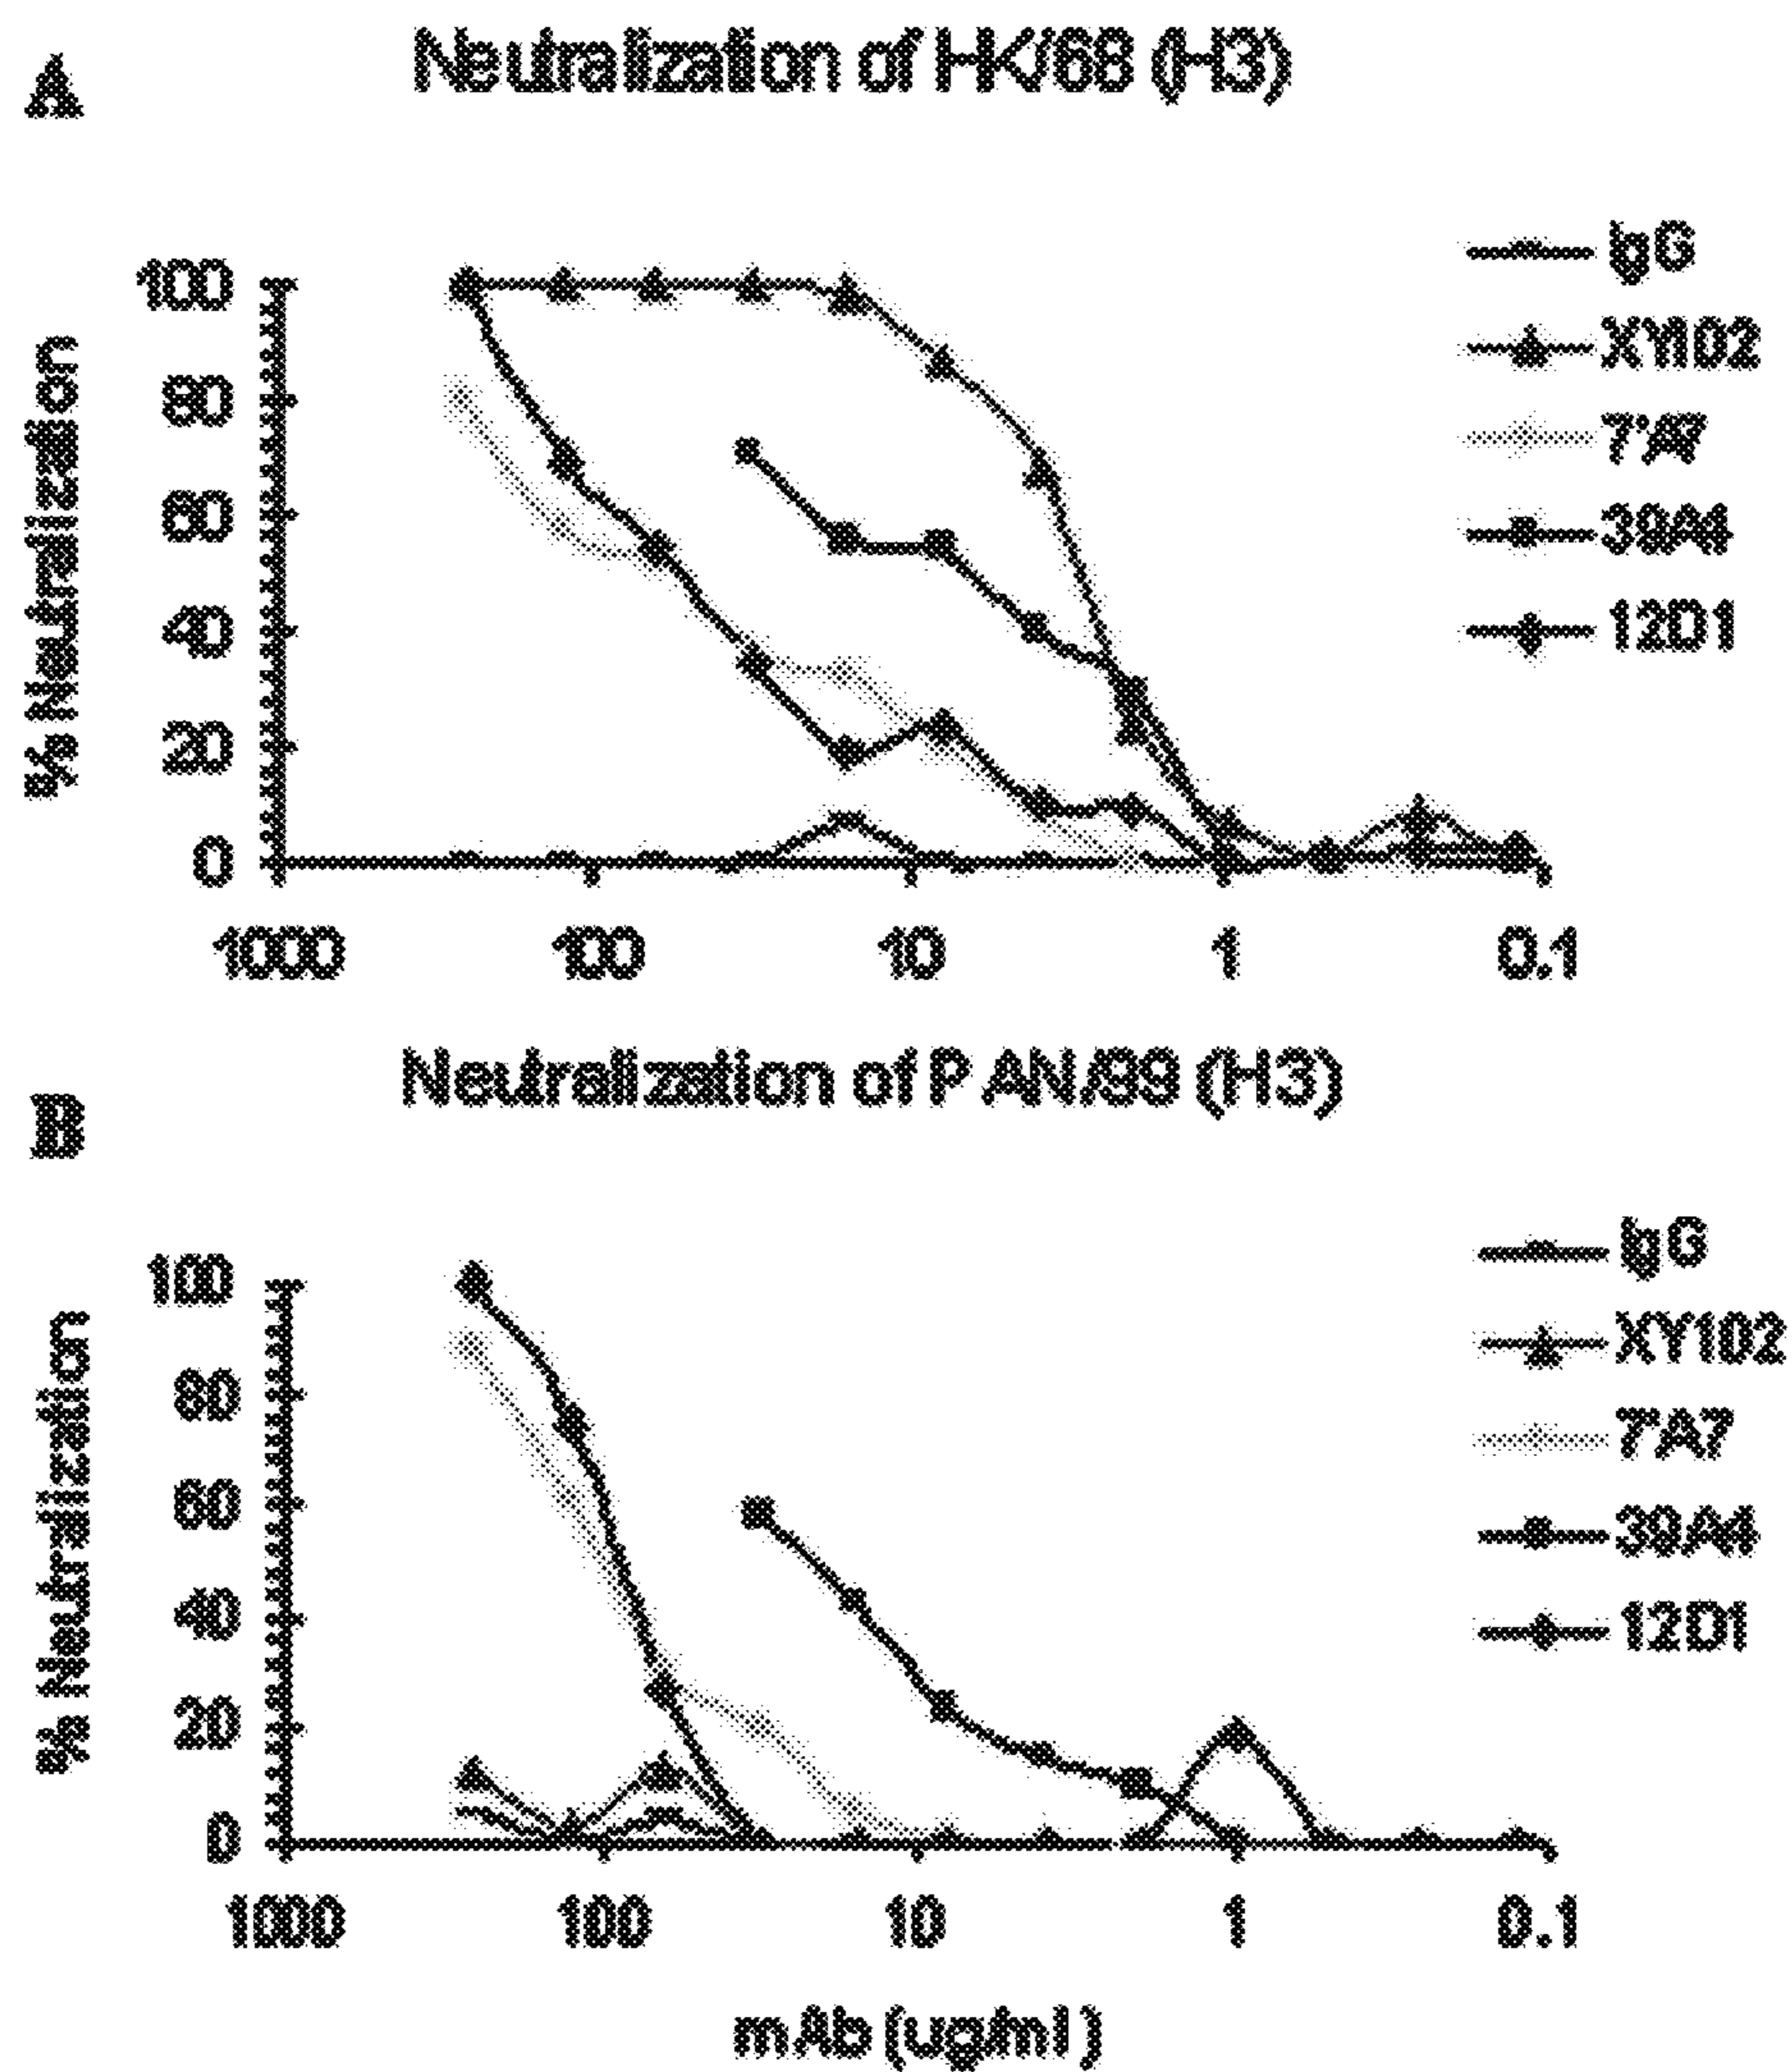 A
Neutralization of HK/68 (H3)
% Neutralization
100
80
60
40
20
0
1000 100 10 1 0.1
IgG
XY102
7A7
39A4
12D1
B
Neutralization of PAN/99 (H3)
% Neutralization
100
80
60
40
20
0
1000 100 10 1 0.1
IgG
XY102
7A7
39A4
12D1
mAb (ug/ml)